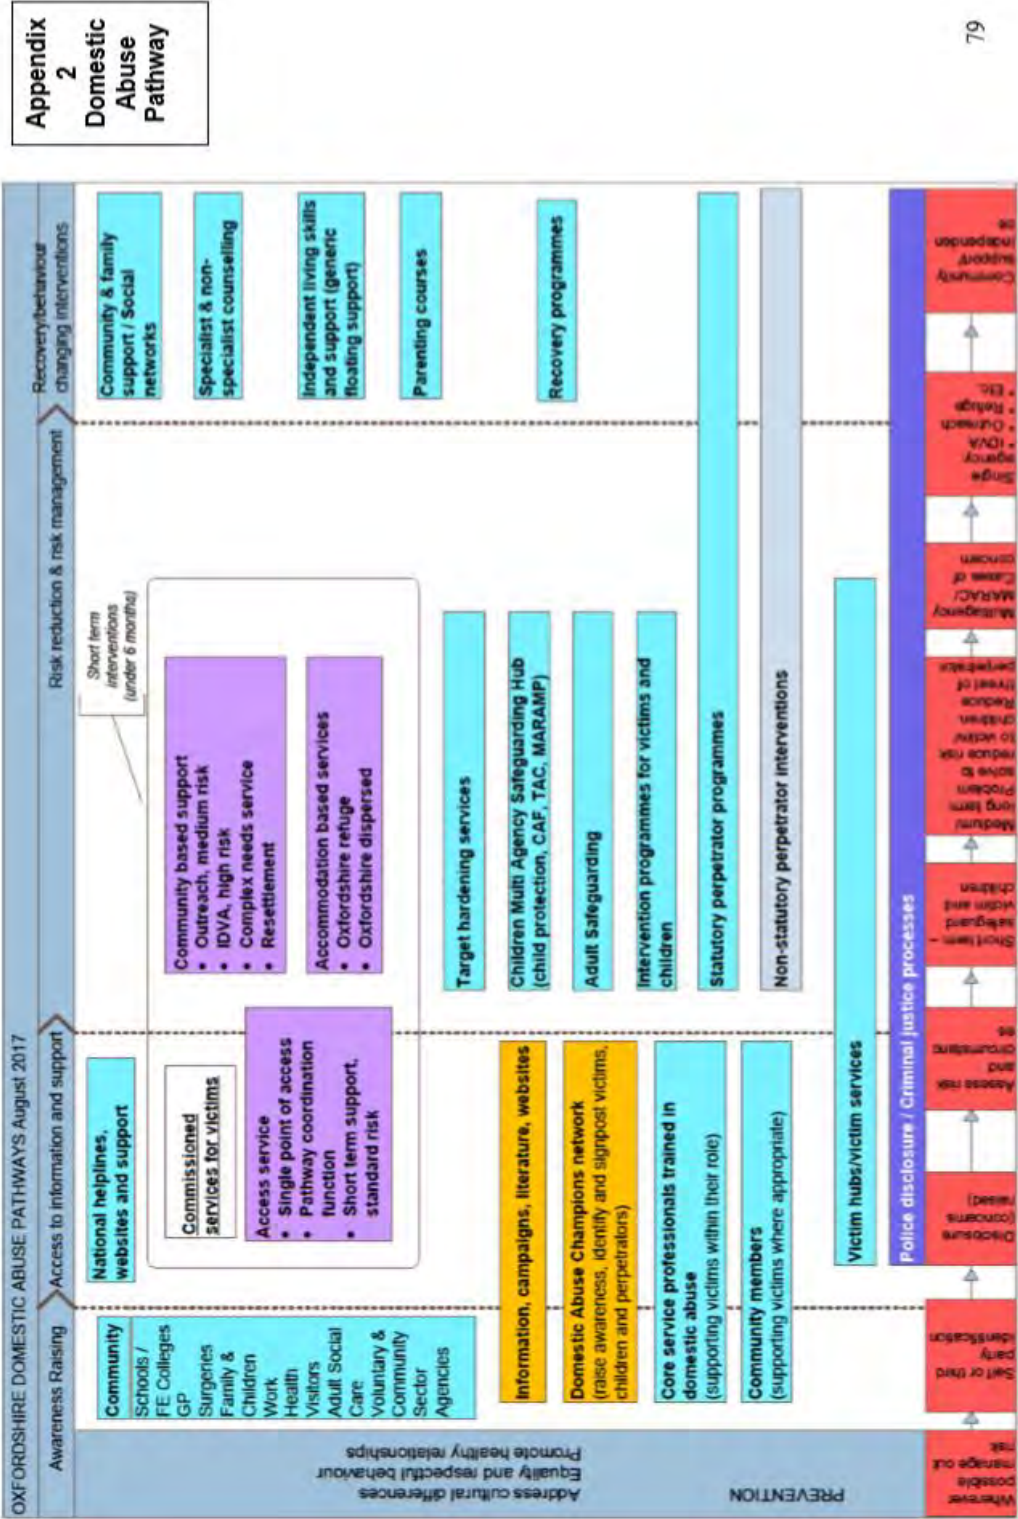 Appendix
2
Domestic
Abuse
Pathway
OXFORDSHIRE DOMESTIC ABUSE PATHWAYS August 2017
Awareness Raising
Access to information and support
Risk reduction & risk management
Recovery/behaviour
changing interventions
Community
Schools /
FE Colleges
GP
Surgeries
Family &
Children
Work
Health
Visitors
Adult Social
Care
Voluntary &
Community
Sector
Agencies
National helplines,
websites and support
Short term
interventions
(under 6 months)
Commissioned
services for victims
Access service
• Single point of access
• Pathway coordination
function
• Short term support,
standard risk
Community based support
• Outreach, medium risk
• IDVA, high risk
• Complex needs service
• Resettlement
Accommodation based services
• Oxfordshire refuge
• Oxfordshire dispersed
Community & family
support / Social
networks
Specialist & non-
specialist counselling
Independent living skills
and support (generic
floating support)
Parenting courses
Recovery programmes
Target hardening services
Children Multi Agency Safeguarding Hub
(child protection, CAF, TAC, MARAMP)
Adult Safeguarding
Intervention programmes for victims and
children
Statutory perpetrator programmes
Non-statutory perpetrator interventions
Information, campaigns, literature, websites
Domestic Abuse Champions network
(raise awareness, identify and signpost victims,
children and perpetrators)
Core service professionals trained in
domestic abuse
(supporting victims within their role)
Community members
(supporting victims where appropriate)
Victim hubs/victim services
Police disclosure / Criminal justice processes
Address cultural differences
Equality and respectful behaviour
Promote healthy relationships
PREVENTION
Wherever
possible
manage out
risk
Self or third
party
identification
Disclosure
(concerns
raised)
Assess risk
and
circumstanc
es
Short term –
safeguard
victim and
children
Medium/
long term
Problem
solve to
reduce risk
to victim/
children.
Reduce
threat of
perpetrator
Multiagency
MARAC/
Cases of
concern
Single
agency
• IDVA
• Outreach
• Refuge
• Etc.
Community
support/
independen
ce
79